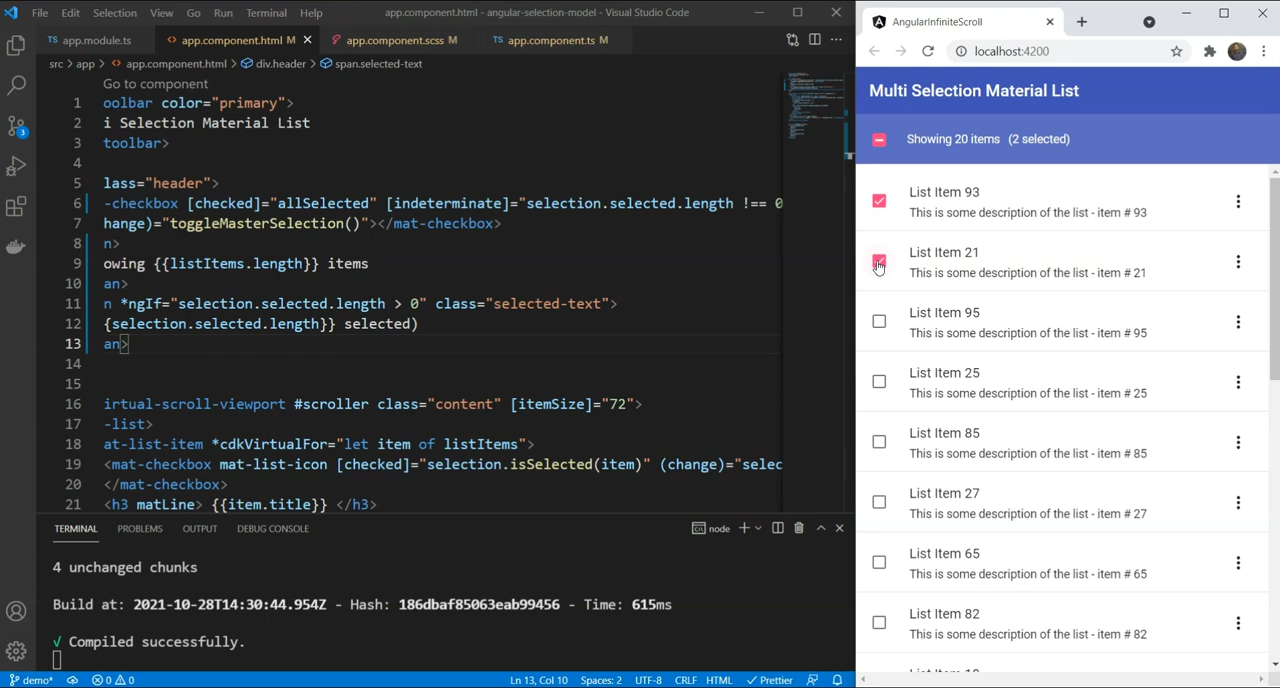 File Edit Selection View Go Run Terminal Help app.component.html - angular-selection-model - Visual Studio Code
app.module.ts <> app.component.html M app.component.scss M TS app.component.ts M
src > app > <> app.component.html > div.header > span.selected-text
Go to component
1 oolbar color="primary">
2 i Selection Material List
3 toolbar>
4
5 lass="header">
6 -checkbox [checked]="allSelected" [indeterminate]="selection.selected.length !== 0
7 hange)="toggleMasterSelection()"></mat-checkbox>
8 n>
9 owing {{listItems.length}} items
10 an>
11 n *ngIf="selection.selected.length > 0" class="selected-text">
12 {selection.selected.length}} selected)
13 an>
14
15
16 irtual-scroll-viewport #scroller class="content" [itemSize]="72">
17 -list>
18 at-list-item *cdkVirtualFor="let item of listItems">
19 <mat-checkbox mat-list-icon [checked]="selection.isSelected(item)" (change)="selec
20 </mat-checkbox>
21 <h3 matLine> {{item.title}} </h3>
TERMINAL PROBLEMS OUTPUT DEBUG CONSOLE node
4 unchanged chunks
Build at: 2021-10-28T14:30:44.954Z - Hash: 186dbaf85063eab99456 - Time: 615ms
√ Compiled successfully.
3
demo* 0 0 Ln 13, Col 10 Spaces: 2 UTF-8 CRLF HTML Prettier
AngularInfiniteScroll
localhost:4200
Multi Selection Material List
Showing 20 items (2 selected)
List Item 93
This is some description of the list - item # 93
List Item 21
This is some description of the list - item # 21
List Item 95
This is some description of the list - item # 95
List Item 25
This is some description of the list - item # 25
List Item 85
This is some description of the list - item # 85
List Item 27
This is some description of the list - item # 27
List Item 65
This is some description of the list - item # 65
List Item 82
This is some description of the list - item # 82